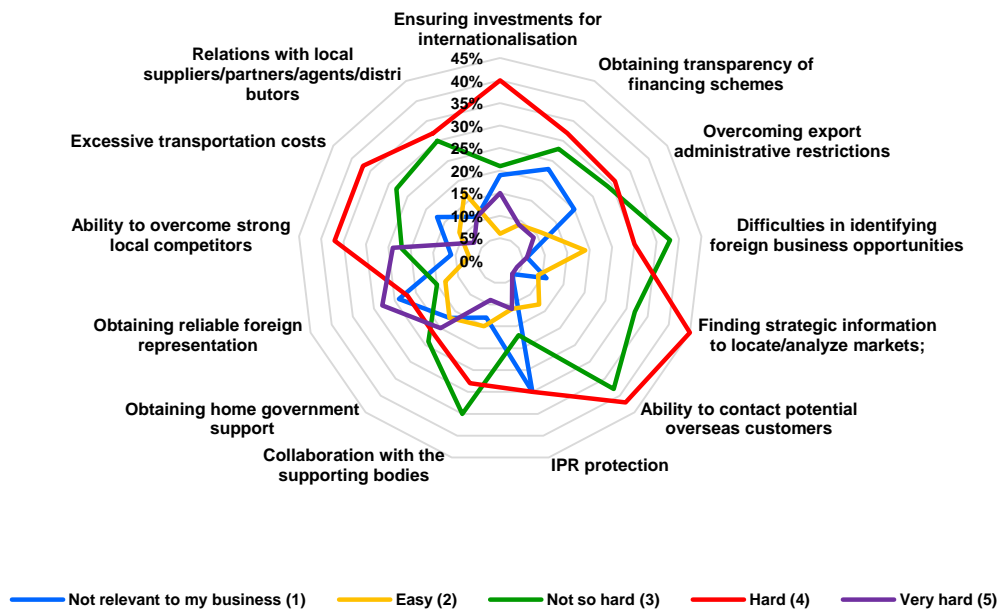 Ensuring investments for
internationalisation
Relations with local
suppliers/partners/agents/distri
butors
45%
40%
35%
30%
25%
20%
15%
10%
5%
0%
Obtaining transparency of
financing schemes
Excessive transportation costs
Overcoming export
administrative restrictions
Ability to overcome strong
local competitors
Difficulties in identifying
foreign business opportunities
Obtaining reliable foreign
representation
Finding strategic information
to locate/analyze markets;
Obtaining home government
support
Ability to contact potential
overseas customers
Collaboration with the
supporting bodies
IPR protection
Not relevant to my business (1)
Easy (2)
Not so hard (3)
Hard (4)
Very hard (5)